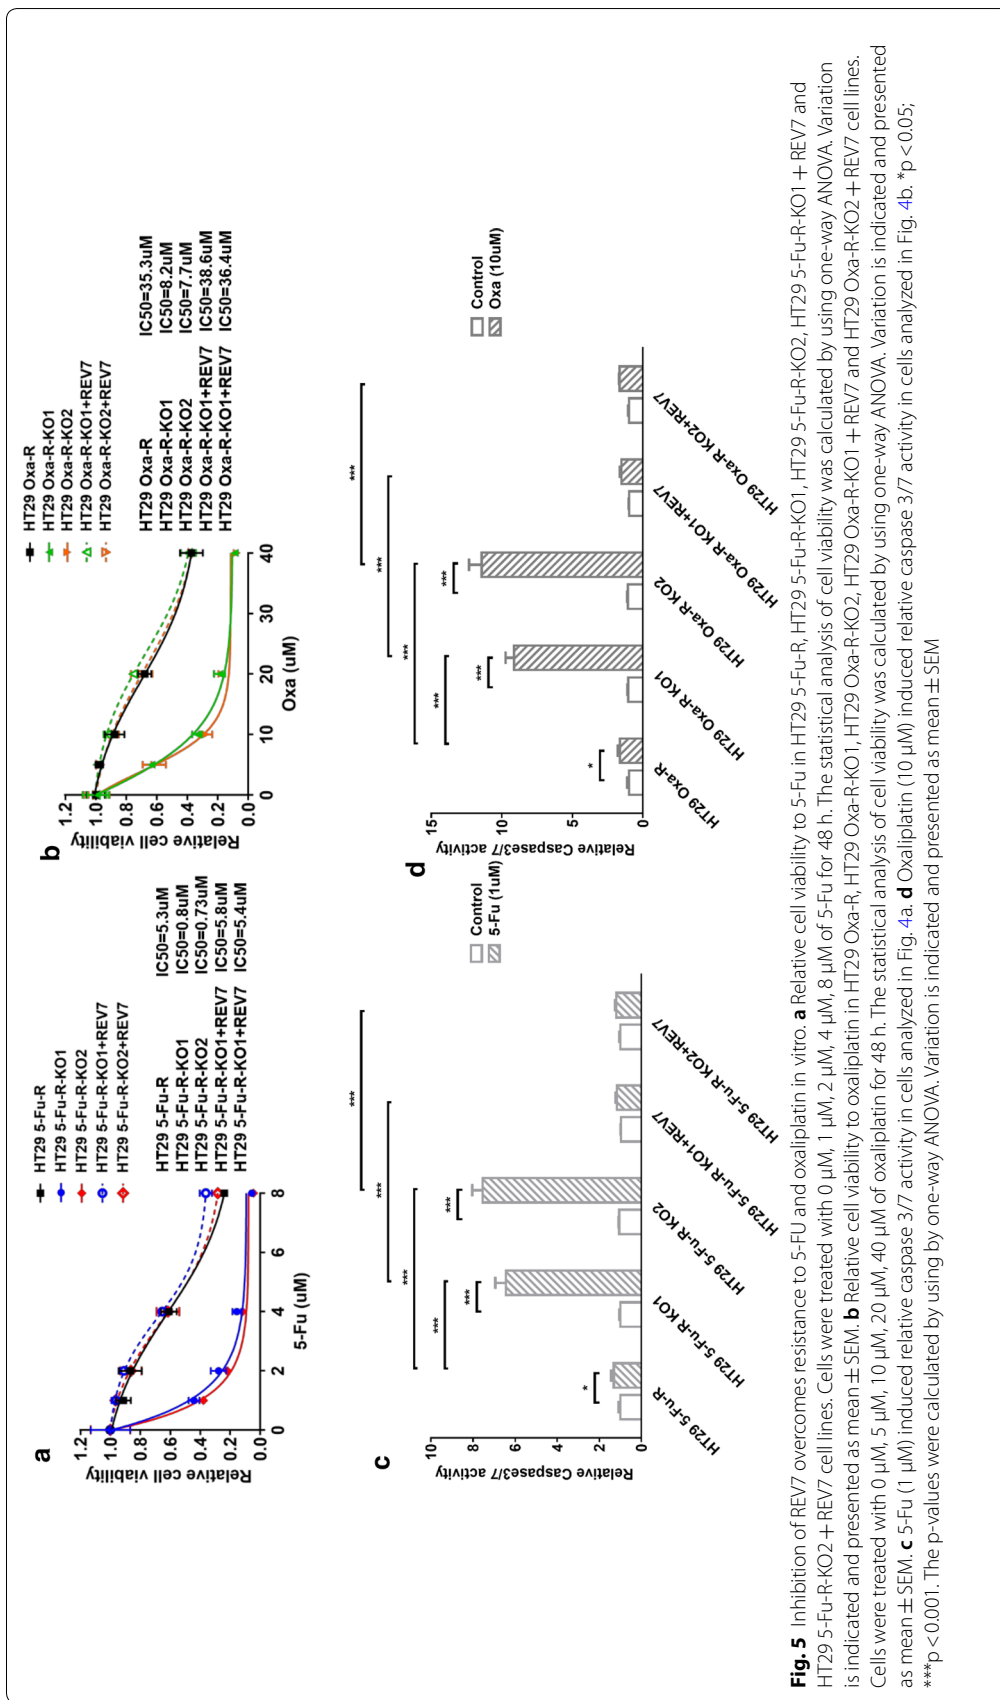 a
Relative cell viability
1.2
1.0
0.8
0.6
0.4
0.2
0.0
0
2
4
6
8
5-Fu (uM)
HT29 5-Fu-R
HT29 5-Fu-R-KO1
HT29 5-Fu-R-KO2
HT29 5-Fu-R-KO1+REV7
HT29 5-Fu-R-KO2+REV7
HT29 5-Fu-R IC50=5.3uM
HT29 5-Fu-R-KO1 IC50=0.8uM
HT29 5-Fu-R-KO2 IC50=0.73uM
HT29 5-Fu-R-KO1+REV7 IC50=5.8uM
HT29 5-Fu-R-KO1+REV7 IC50=5.4uM
b
Relative cell viability
1.2
1.0
0.8
0.6
0.4
0.2
0.0
0
10
20
30
40
Oxa (uM)
HT29 Oxa-R
HT29 Oxa-R-KO1
HT29 Oxa-R-KO2
HT29 Oxa-R-KO1+REV7
HT29 Oxa-R-KO2+REV7
HT29 Oxa-R IC50=35.3uM
HT29 Oxa-R-KO1 IC50=8.2uM
HT29 Oxa-R-KO2 IC50=7.7uM
HT29 Oxa-R-KO1+REV7 IC50=38.6uM
HT29 Oxa-R-KO1+REV7 IC50=36.4uM
c
Relative Caspase3/7 activity
10
8
6
4
2
0
*
***
***
***
***
***
***
Control
5-Fu (1uM)
HT29 5-Fu-R
HT29 5-Fu-R KO1
HT29 5-Fu-R KO2
HT29 5-Fu-R KO1+REV7
HT29 5-Fu-R KO2+REV7
d
Relative Caspase3/7 activity
15
10
5
0
*
***
***
***
***
***
***
Control
Oxa (10uM)
HT29 Oxa-R
HT29 Oxa-R KO1
HT29 Oxa-R KO2
HT29 Oxa-R KO1+REV7
HT29 Oxa-R KO2+REV7
Fig. 5 Inhibition of REV7 overcomes resistance to 5-FU and oxaliplatin in vitro. a Relative cell viability to 5-Fu in HT29 5-Fu-R, HT29 5-Fu-R-KO1, HT29 5-Fu-R-KO2, HT29 5-Fu-R-KO1 + REV7 and
HT29 5-Fu-R-KO2 + REV7 cell lines. Cells were treated with 0 µM, 1 µM, 2 µM, 4 µM, 8 µM of 5-Fu for 48 h. The statistical analysis of cell viability was calculated by using one-way ANOVA. Variation
is indicated and presented as mean ± SEM. b Relative cell viability to oxaliplatin in HT29 Oxa-R, HT29 Oxa-R-KO1, HT29 Oxa-R-KO2, HT29 Oxa-R-KO1 + REV7 and HT29 Oxa-R-KO2 + REV7 cell lines.
Cells were treated with 0 µM, 5 µM, 10 µM, 20 µM, 40 µM of oxaliplatin for 48 h. The statistical analysis of cell viability was calculated by using one-way ANOVA. Variation is indicated and presented
as mean ± SEM. c 5-Fu (1 µM) induced relative caspase 3/7 activity in cells analyzed in Fig. 4a. d Oxaliplatin (10 µM) induced relative caspase 3/7 activity in cells analyzed in Fig. 4b. *p < 0.05;
***p < 0.001. The p-values were calculated by using by one-way ANOVA. Variation is indicated and presented as mean ± SEM